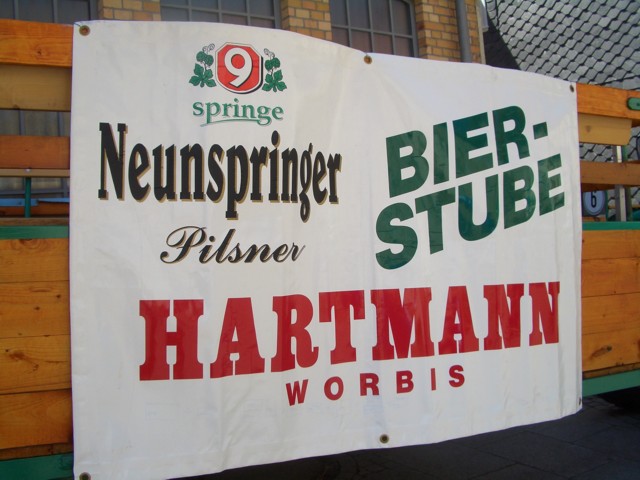 9
springe
Neunspringer
Pilsner
BIER-
STUBE
HARTMANN
WORBIS